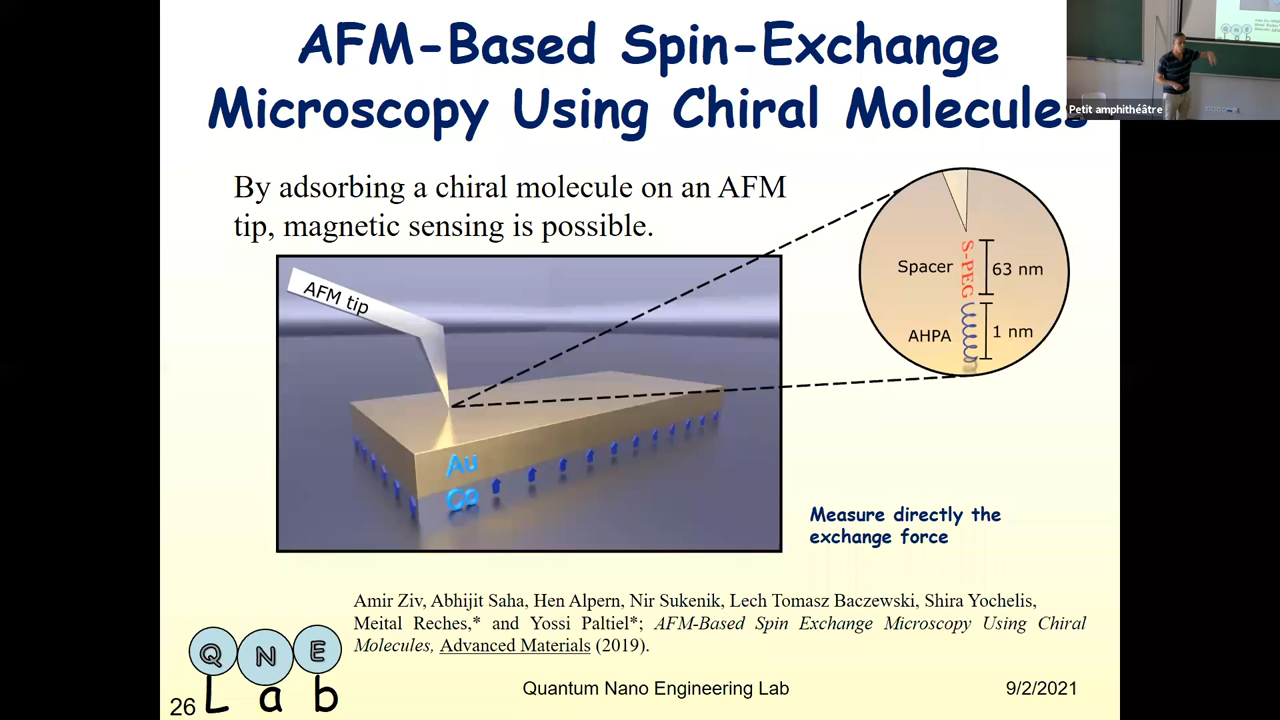 AFM-Based Spin-Exchange
Microscopy Using Chiral Molecules
Petit amphithéâtre
By adsorbing a chiral molecule on an AFM
tip, magnetic sensing is possible.
AFM tip
Au
Co
Spacer
S-PEG
63 nm
AHPA
1 nm
Measure directly the
exchange force
Amir Ziv, Abhijit Saha, Hen Alpern, Nir Sukenik, Lech Tomasz Baczewski, Shira Yochelis,
Meital Reches,* and Yossi Paltiel*; AFM-Based Spin Exchange Microscopy Using Chiral
Molecules, Advanced Materials (2019).
QNE
Lab
26
Quantum Nano Engineering Lab
9/2/2021